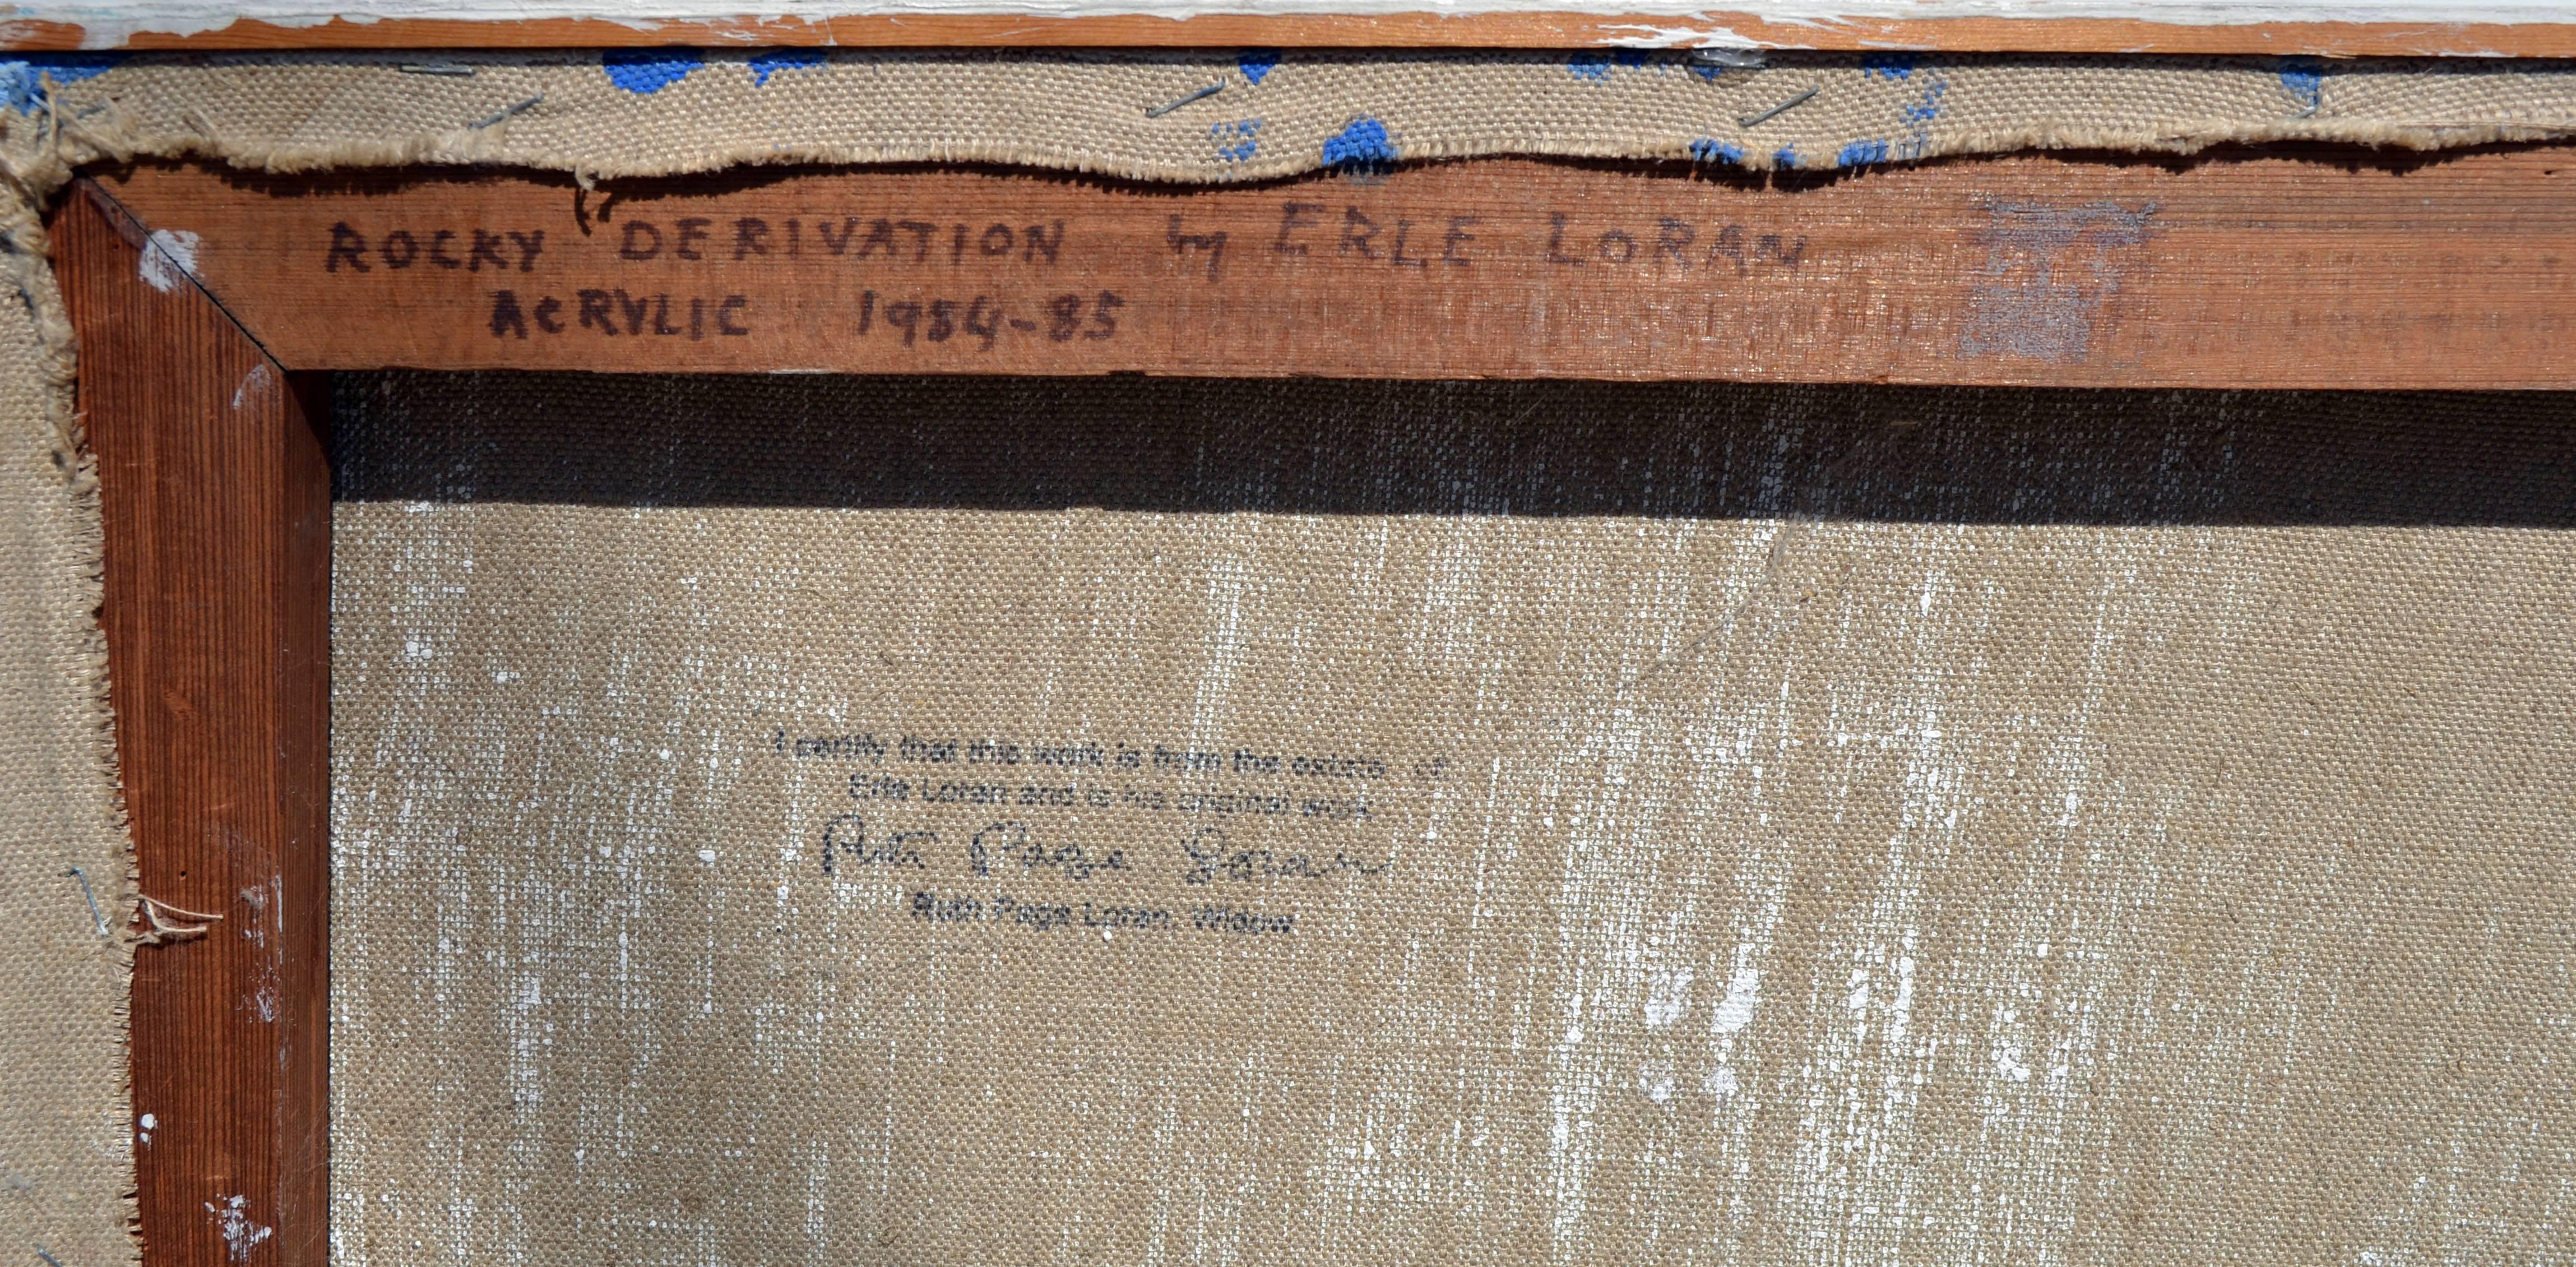 ROCKY DERIVATION by ERLE LORAN
ACRYLIC 1984-85
I certify that this work is from the estate of
Erle Loran and is his original work
Ruth Page Loran
Ruth Page Loran, Widow